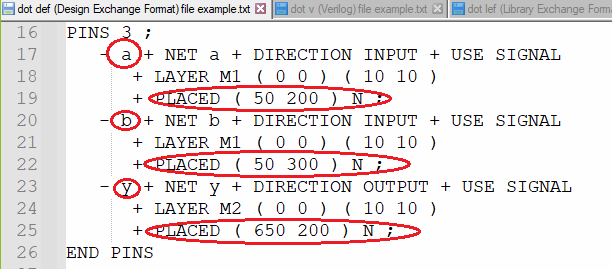 dot def (Design Exchange Format) file example.txt dot v (Verilog) file example.txt dot lef (Library Exchange Form
16 PINS 3 ;
17 - a + NET a + DIRECTION INPUT + USE SIGNAL
18 + LAYER M1 ( 0 0 ) ( 10 10 )
19 + PLACED ( 50 200 ) N ;
20 - b + NET b + DIRECTION INPUT + USE SIGNAL
21 + LAYER M1 ( 0 0 ) ( 10 10 )
22 + PLACED ( 50 300 ) N ;
23 - y + NET y + DIRECTION OUTPUT + USE SIGNAL
24 + LAYER M2 ( 0 0 ) ( 10 10 )
25 + PLACED ( 650 200 ) N ;
26 END PINS